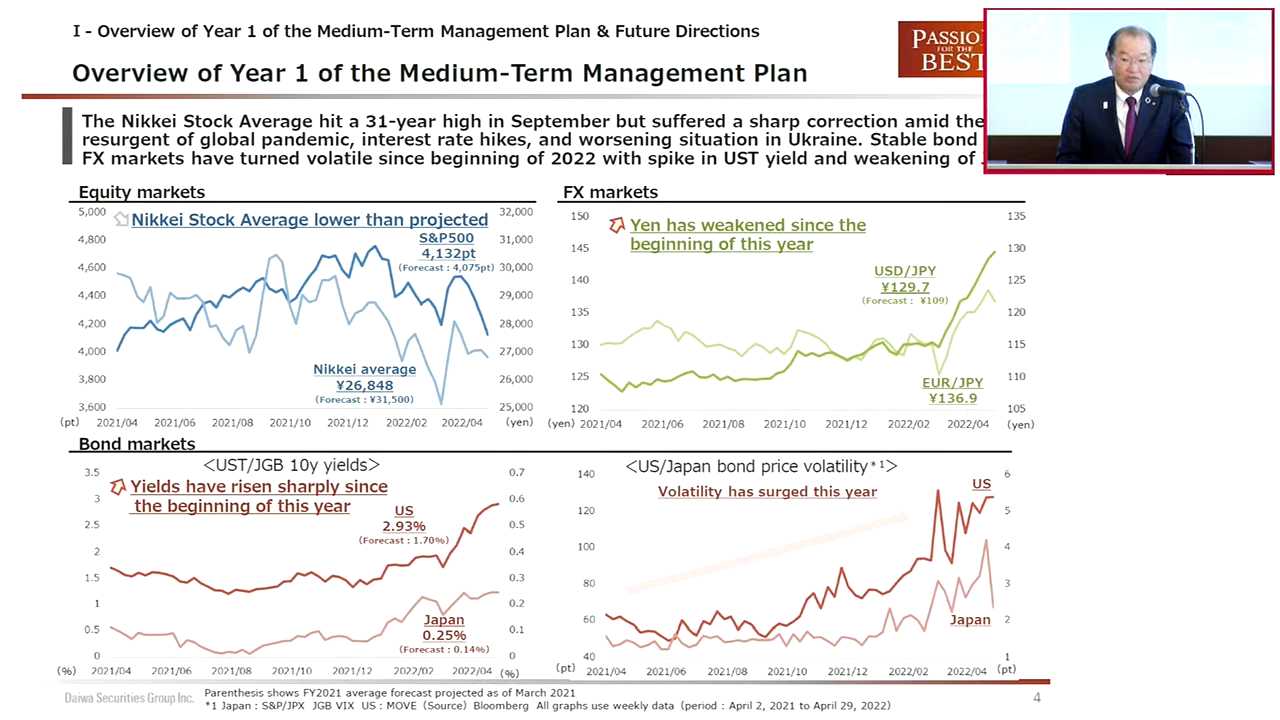 I - Overview of Year 1 of the Medium-Term Management Plan & Future Directions
PASSIO
FOR THE
BEST
Overview of Year 1 of the Medium-Term Management Plan
The Nikkei Stock Average hit a 31-year high in September but suffered a sharp correction amid the
resurgent of global pandemic, interest rate hikes, and worsening situation in Ukraine. Stable bond
FX markets have turned volatile since beginning of 2022 with spike in UST yield and weakening of
Equity markets
5,000
4,800
4,600
4,400
4,200
4,000
3,800
3,600
(pt)
Nikkei Stock Average lower than projected
S&P500
4,132pt
(Forecast : 4,075pt)
Nikkei average
¥26,848
(Forecast : ¥31,500)
32,000
31,000
30,000
29,000
28,000
27,000
26,000
25,000
(yen)
2021/04 2021/06 2021/08 2021/10 2021/12 2022/02 2022/04
FX markets
150
145
140
135
130
125
120
(yen)
Yen has weakened since the
beginning of this year
USD/JPY
¥129.7
(Forecast : ¥109)
EUR/JPY
¥136.9
135
130
125
120
115
110
105
(yen)
2021/04 2021/06 2021/08 2021/10 2021/12 2022/02 2022/04
Bond markets
<UST/JGB 10y yields>
3.5
3
2.5
2
1.5
1
0.5
0
(%)
Yields have risen sharply since
the beginning of this year
US
2.93%
(Forecast : 1.70%)
Japan
0.25%
(Forecast : 0.14%)
0.7
0.6
0.5
0.4
0.3
0.2
0.1
0
(%)
2021/04 2021/06 2021/08 2021/10 2021/12 2022/02 2022/04
<US/Japan bond price volatility*1>
140
120
100
80
60
40
(pt)
Volatility has surged this year
US
Japan
6
5
4
3
2
1
(pt)
2021/04 2021/06 2021/08 2021/10 2021/12 2022/02 2022/04
Daiwa Securities Group Inc.
Parenthesis shows FY2021 average forecast projected as of March 2021
*1 Japan : S&P/JPX JGB VIX US : MOVE (Source) Bloomberg All graphs use weekly data (period : April 2, 2021 to April 29, 2022)
4